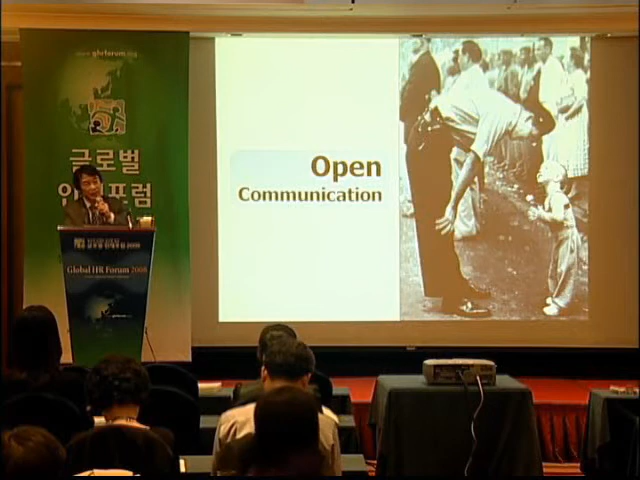 www.ghrforum.org
글로벌
인재포럼
Global HR Forum 2008
Open
Communication